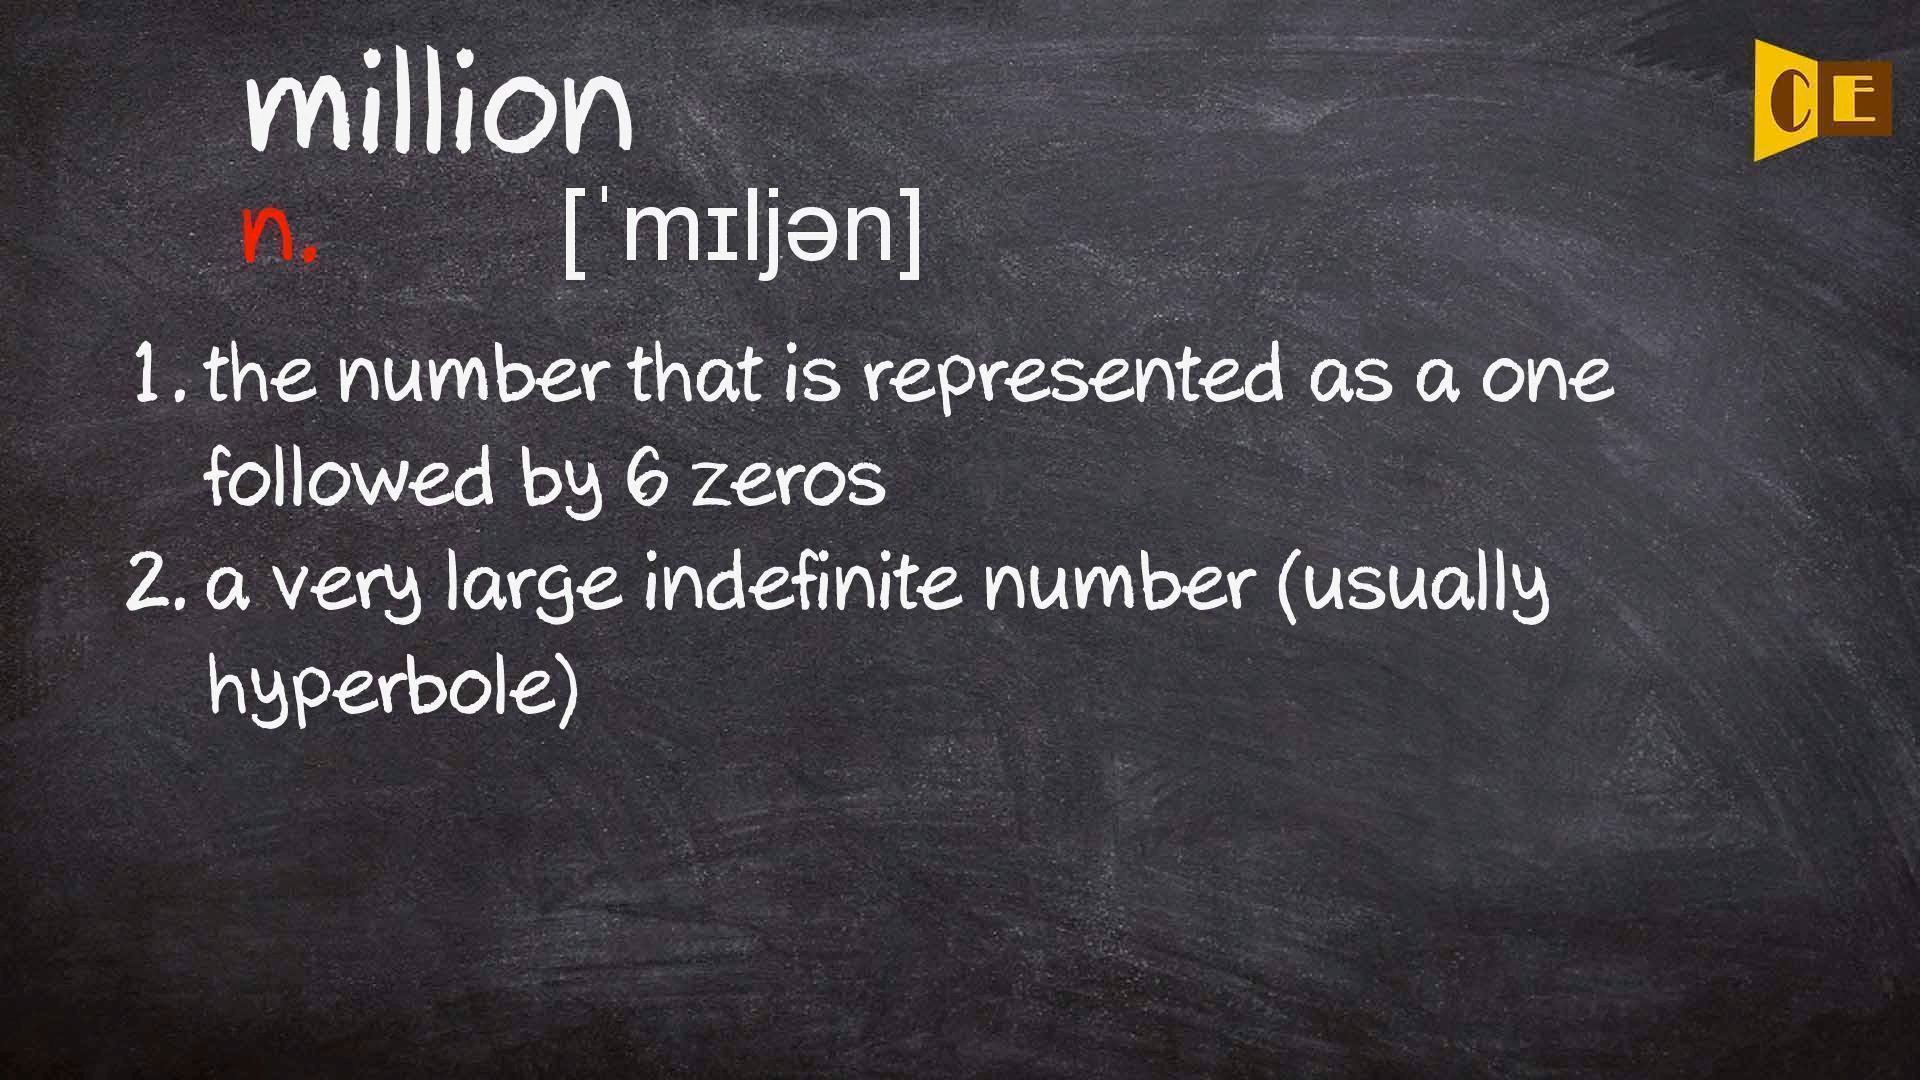 million
CE
n. [ˈmɪljən]
1. the number that is represented as a one
followed by 6 zeros
2. a very large indefinite number (usually
hyperbole)